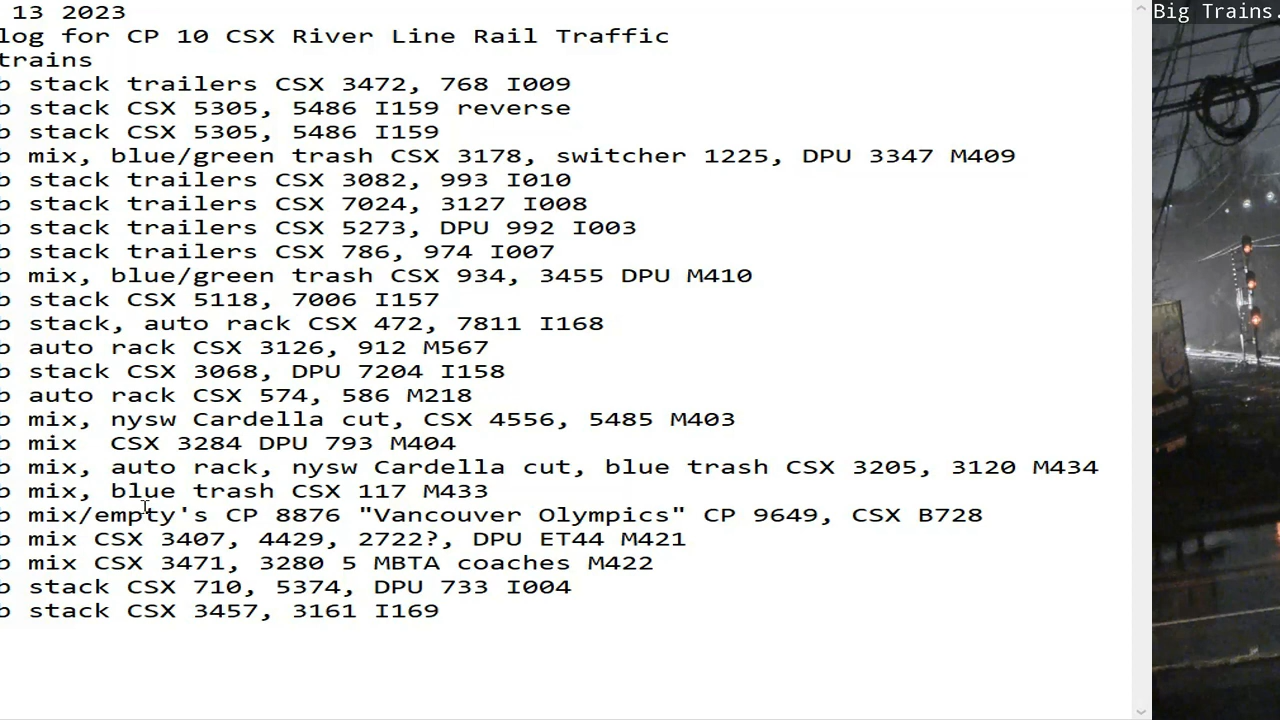 13 2023
log for CP 10 CSX River Line Rail Traffic
trains
b stack trailers CSX 3472, 768 I009
b stack CSX 5305, 5486 I159 reverse
b stack CSX 5305, 5486 I159
b mix, blue/green trash CSX 3178, switcher 1225, DPU 3347 M409
b stack trailers CSX 3082, 993 I010
b stack trailers CSX 7024, 3127 I008
b stack trailers CSX 5273, DPU 992 I003
b stack trailers CSX 786, 974 I007
b mix, blue/green trash CSX 934, 3455 DPU M410
b stack CSX 5118, 7006 I157
b stack, auto rack CSX 472, 7811 I168
b auto rack CSX 3126, 912 M567
b stack CSX 3068, DPU 7204 I158
b auto rack CSX 574, 586 M218
b mix, nysw Cardella cut, CSX 4556, 5485 M403
b mix  CSX 3284 DPU 793 M404
b mix, auto rack, nysw Cardella cut, blue trash CSX 3205, 3120 M434
b mix, blue trash CSX 117 M433
b mix/empty's CP 8876 "Vancouver Olympics" CP 9649, CSX B728
b mix CSX 3407, 4429, 2722?, DPU ET44 M421
b mix CSX 3471, 3280 5 MBTA coaches M422
b stack CSX 710, 5374, DPU 733 I004
b stack CSX 3457, 3161 I169
Big Trains.